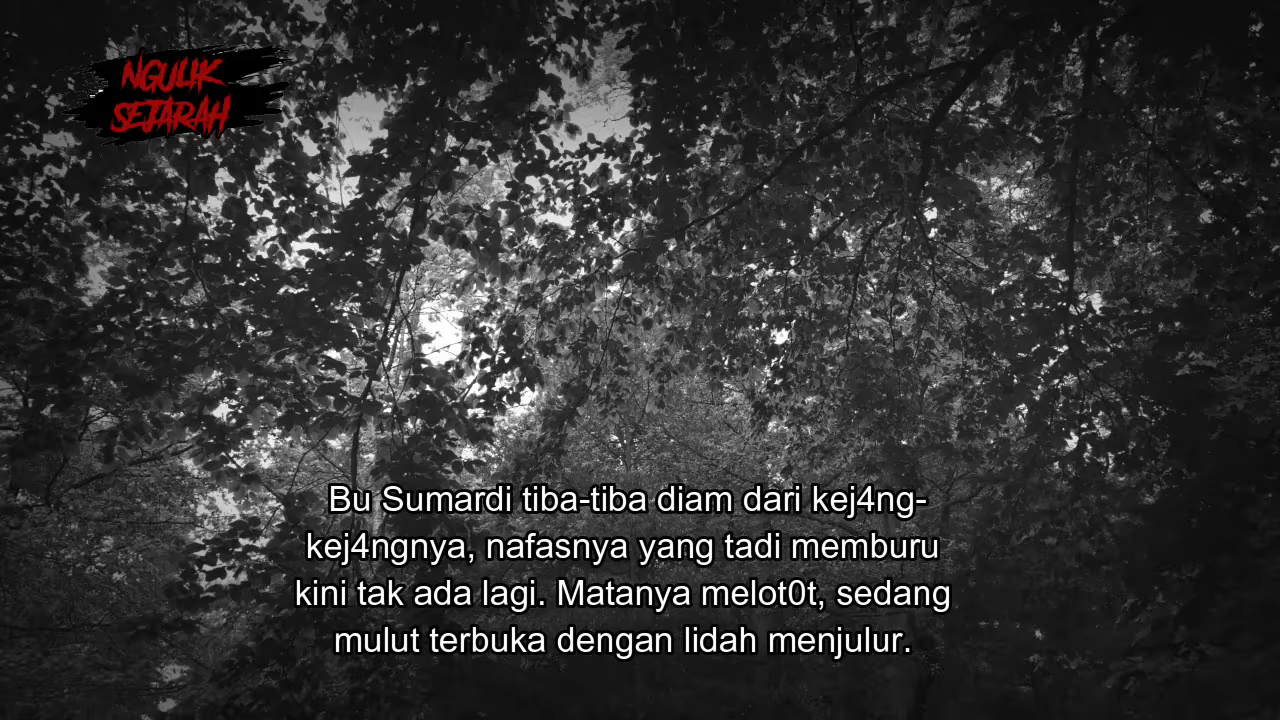 NGULIK
SEJARAH
Bu Sumardi tiba-tiba diam dari kej4ng-
kej4ngnya, nafasnya yang tadi memburu
kini tak ada lagi. Matanya melot0t, sedang
mulut terbuka dengan lidah menjulur.